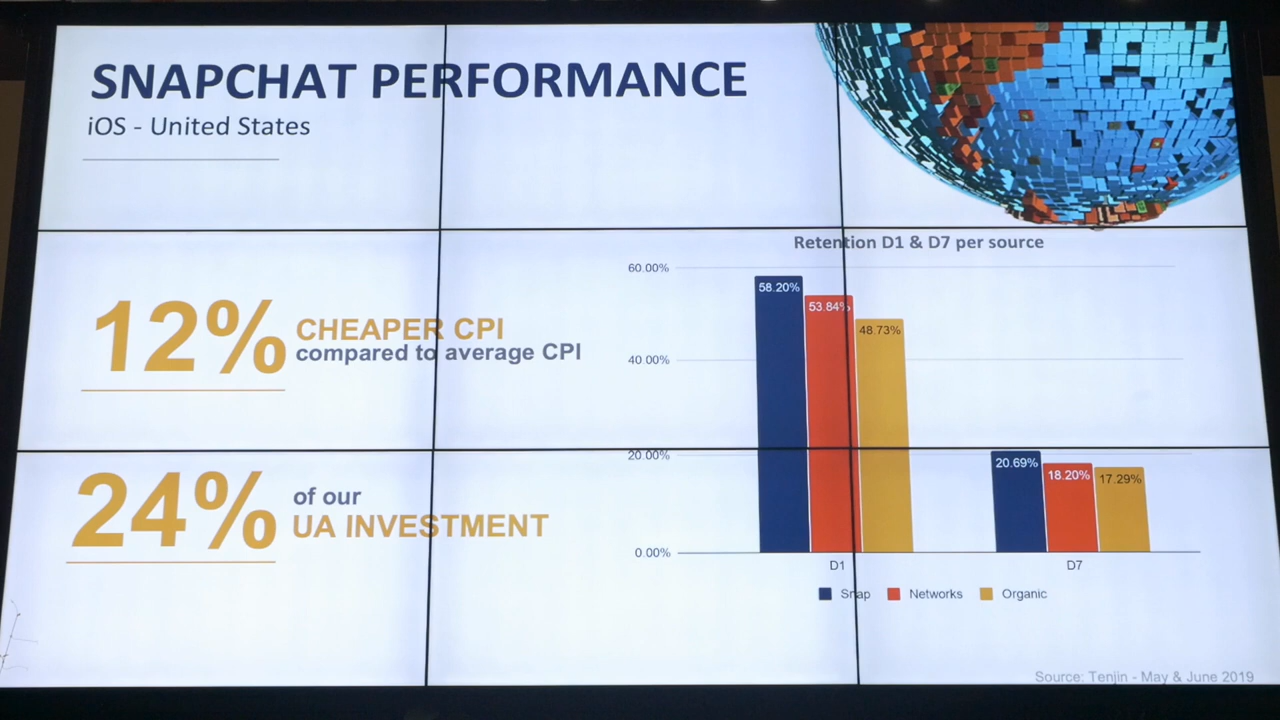 SNAPCHAT PERFORMANCE
iOS - United States
12%
CHEAPER CPI
compared to average CPI
24%
of our
UA INVESTMENT
Retention D1 & D7 per source
60.00%
40.00%
20.00%
0.00%
58.20%
53.84%
48.73%
20.69%
18.20%
17.29%
D1
D7
Snap
Networks
Organic
Source: Tenjin - May & June 2019